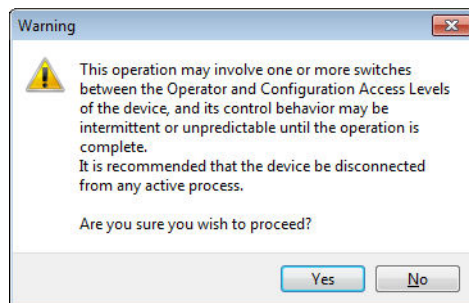 Warning
This operation may involve one or more switches
between the Operator and Configuration Access Levels
of the device, and its control behavior may be
intermittent or unpredictable until the operation is
complete.
It is recommended that the device be disconnected
from any active process.
Are you sure you wish to proceed?
Yes
No